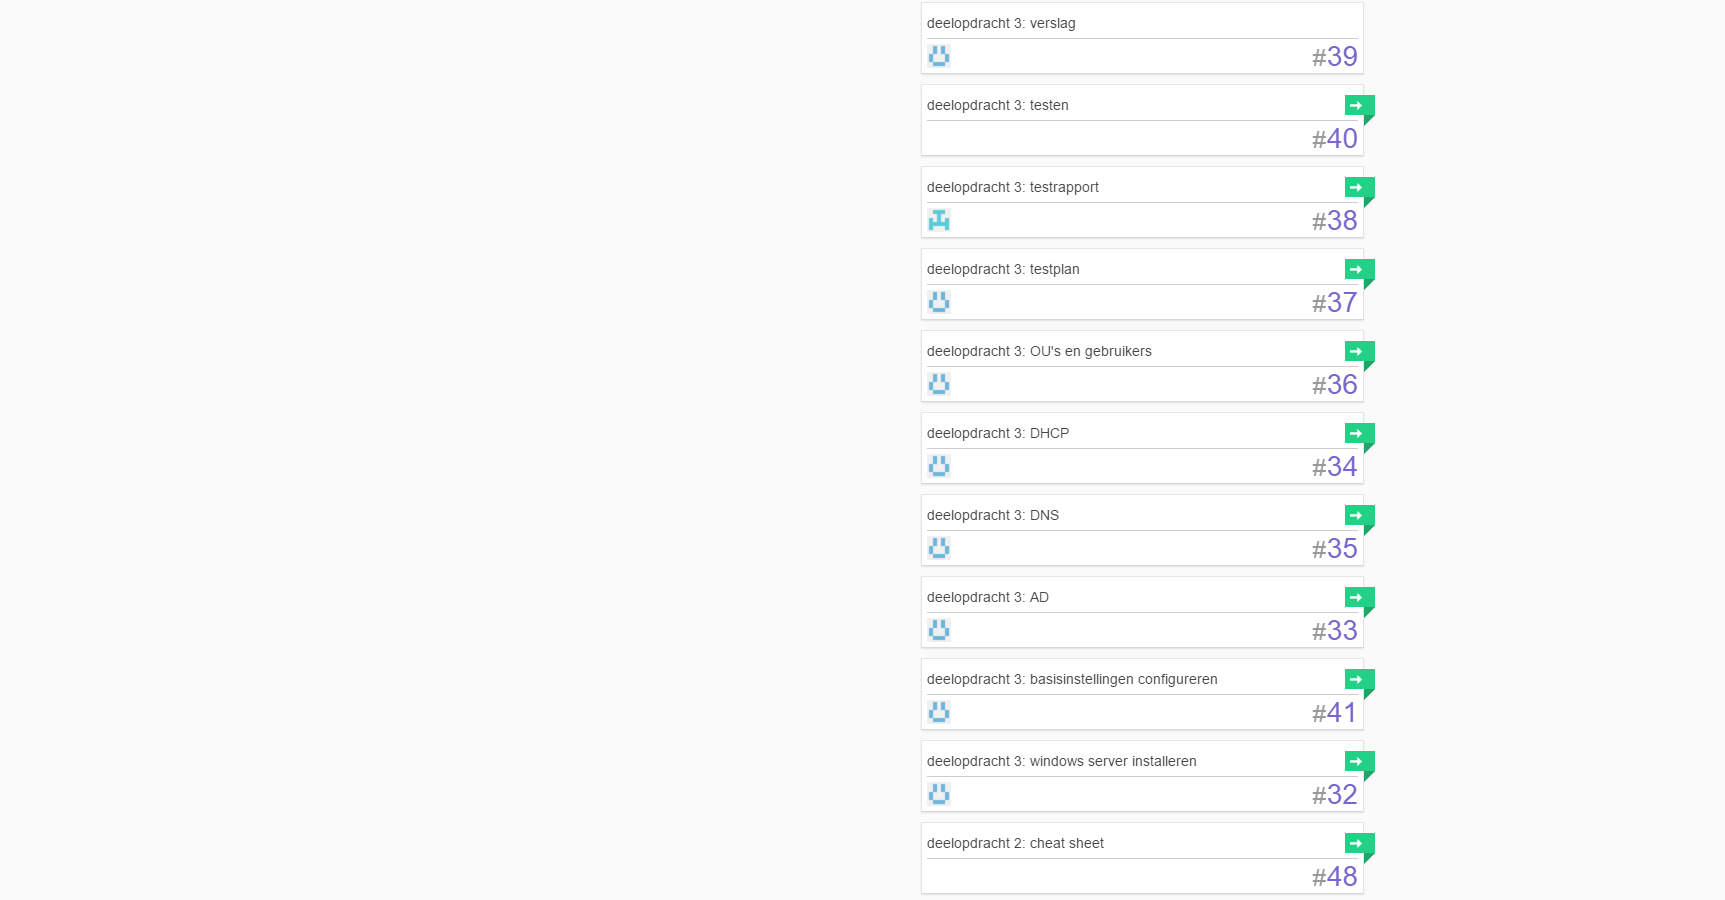 deelopdracht 3: verslag
#39
deelopdracht 3: testen
#40
deelopdracht 3: testrapport
#38
deelopdracht 3: testplan
#37
deelopdracht 3: OU's en gebruikers
#36
deelopdracht 3: DHCP
#34
deelopdracht 3: DNS
#35
deelopdracht 3: AD
#33
deelopdracht 3: basisinstellingen configureren
#41
deelopdracht 3: windows server installeren
#32
deelopdracht 2: cheat sheet
#48